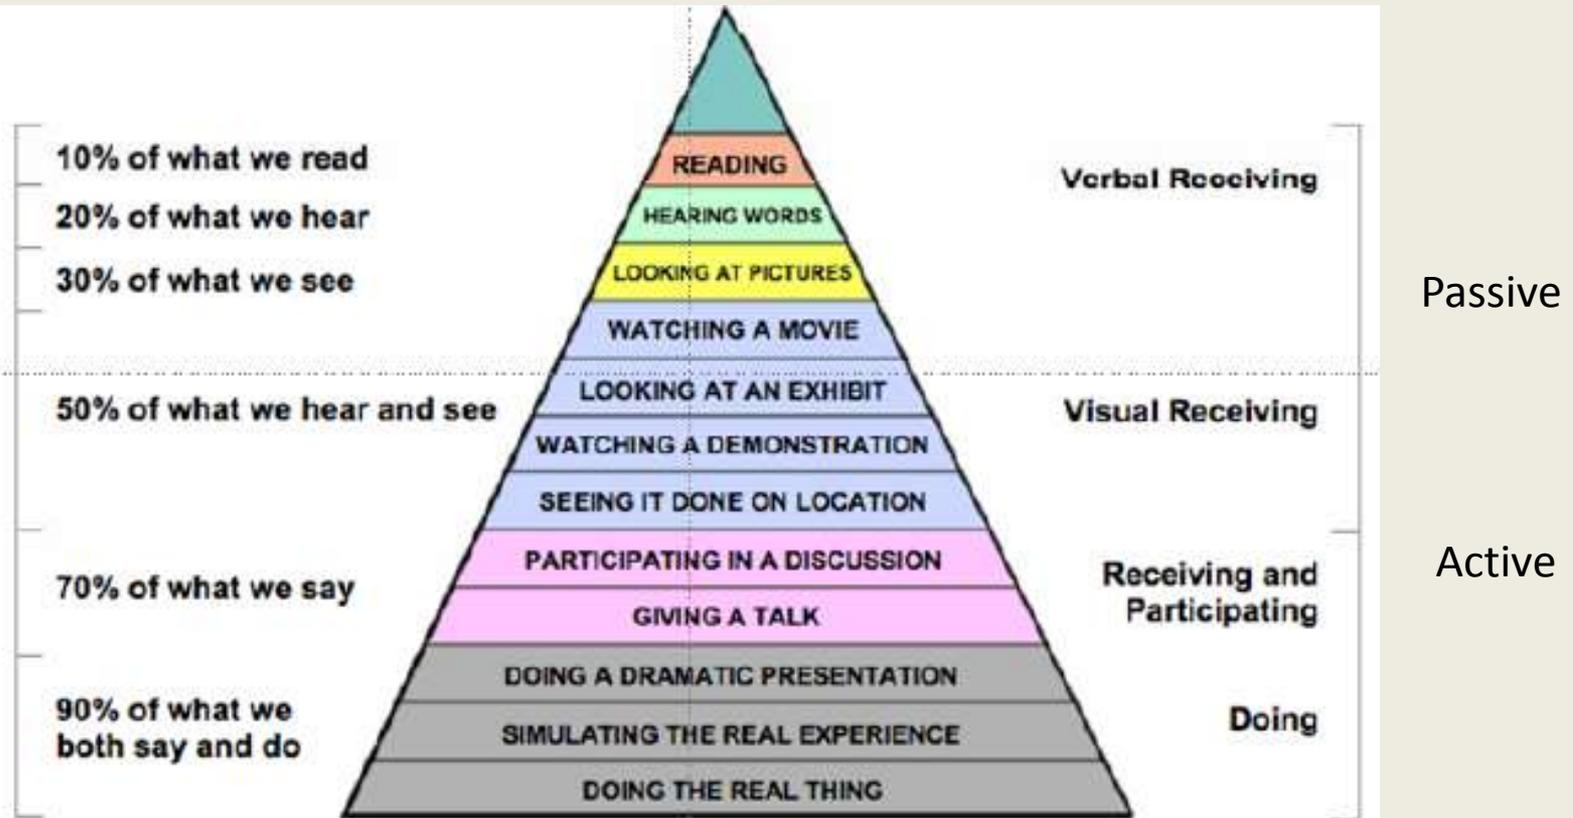 10% of what we read
20% of what we hear
30% of what we see
50% of what we hear and see
70% of what we say
90% of what we
both say and do
READING
HEARING WORDS
LOOKING AT PICTURES
WATCHING A MOVIE
LOOKING AT AN EXHIBIT
WATCHING A DEMONSTRATION
SEEING IT DONE ON LOCATION
PARTICIPATING IN A DISCUSSION
GIVING A TALK
DOING A DRAMATIC PRESENTATION
SIMULATING THE REAL EXPERIENCE
DOING THE REAL THING
Verbal Receiving
Visual Receiving
Receiving and
Participating
Doing
Passive
Active